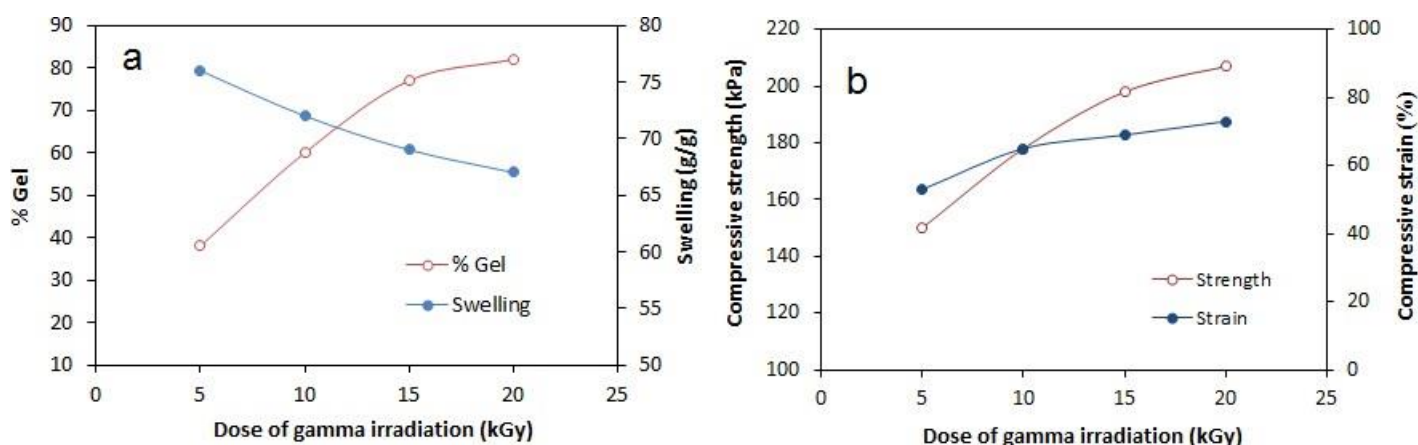 a
% Gel
90
80
70
60
50
40
30
20
10
Swelling (g/g)
80
75
70
65
60
55
50
% Gel
Swelling
0 5 10 15 20 25
Dose of gamma irradiation (kGy)
b
Compressive strength (kPa)
220
200
180
160
140
120
100
Compressive strain (%)
100
80
60
40
20
0
Strength
Strain
0 5 10 15 20 25
Dose of gamma irradiation (kGy)